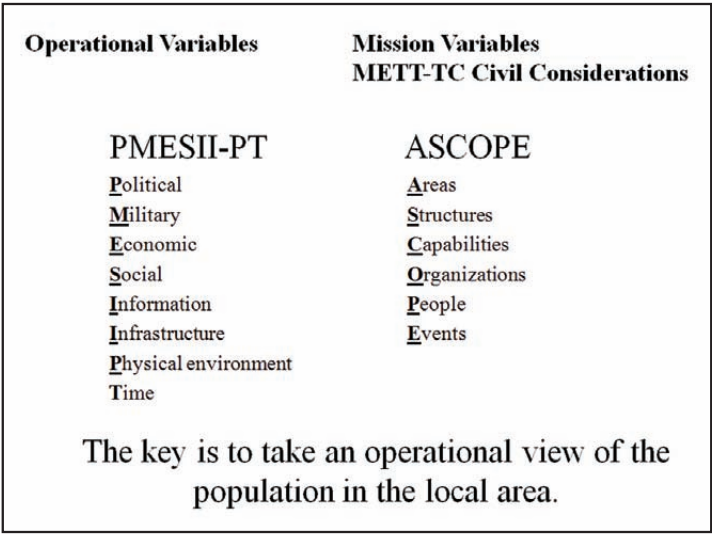 Operational Variables
Mission Variables
METT-TC Civil Considerations
PMESII-PT
Political
Military
Economic
Social
Information
Infrastructure
Physical environment
Time
ASCOPE
Areas
Structures
Capabilities
Organizations
People
Events
The key is to take an operational view of the
population in the local area.